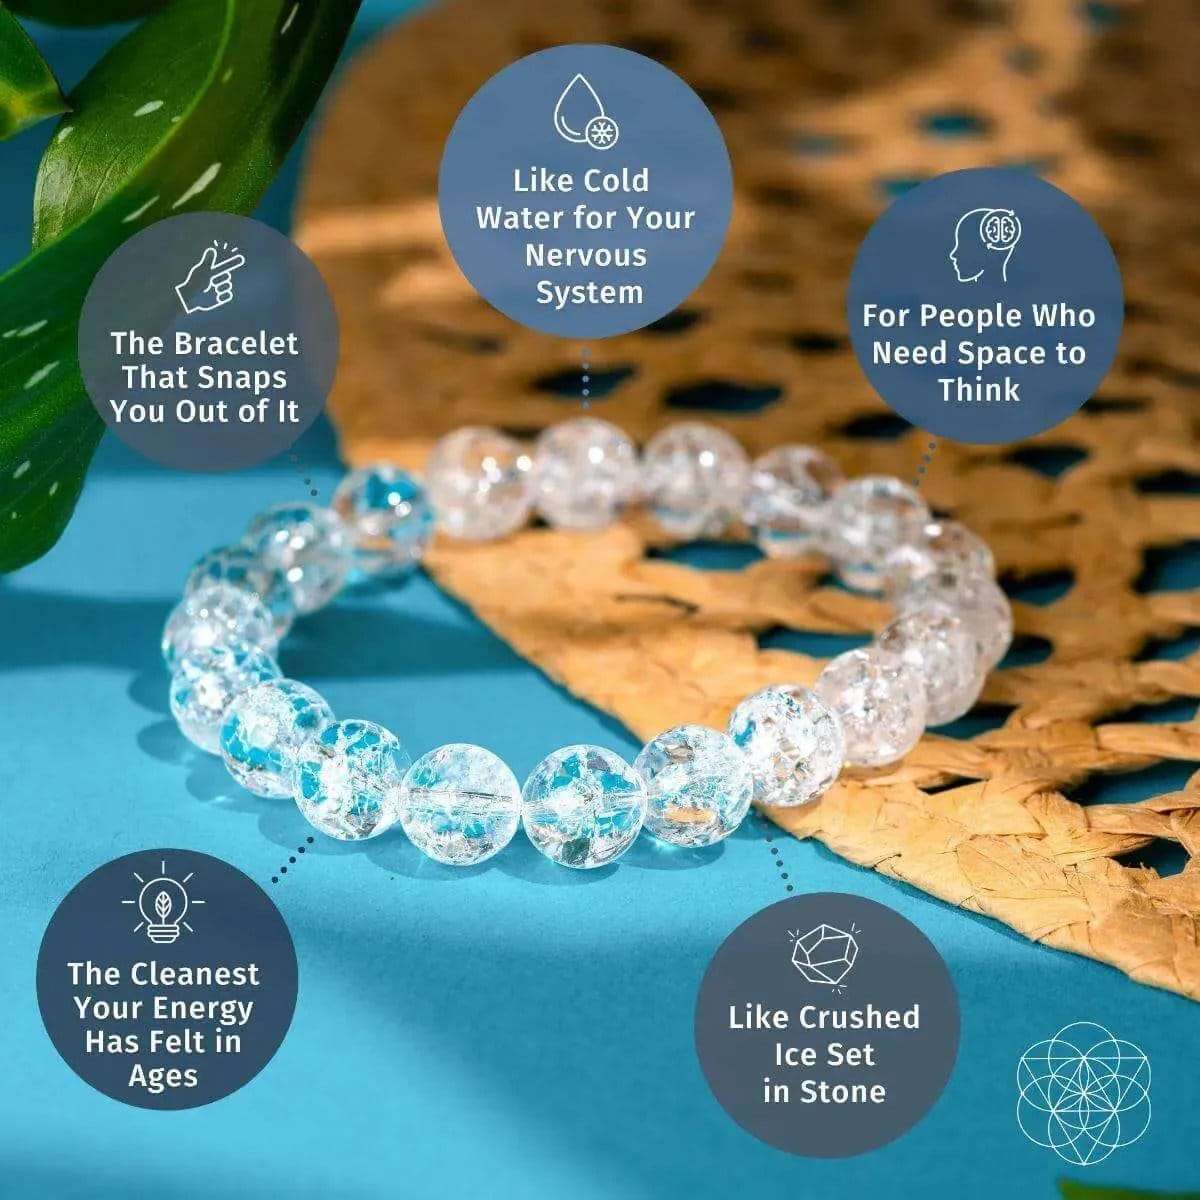 Like Cold
Water for Your
Nervous
System
For People Who
Need Space to
Think
The Bracelet
That Snaps
You Out of It
The Cleanest
Your Energy
Has Felt in
Ages
Like Crushed
Ice Set
in Stone